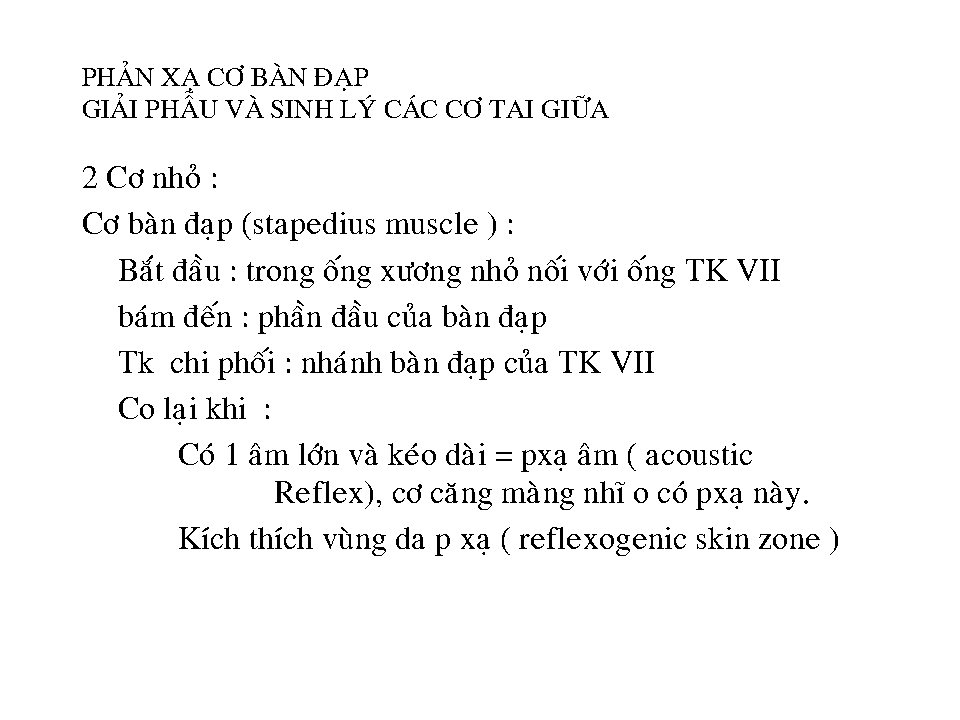 PHẢN XẠ CƠ BÀN ĐẠP
GIẢI PHẪU VÀ SINH LÝ CÁC CƠ TAI GIỮA
2 Cơ nhỏ :
Cơ bàn đạp (stapedius muscle ) :
Bắt đầu : trong ống xương nhỏ nối với ống TK VII
bám đến : phần đầu của bàn đạp
Tk chi phối : nhánh bàn đạp của TK VII
Co lại khi :
Có 1 âm lớn và kéo dài = pxạ âm ( acoustic
Reflex), cơ căng màng nhĩ o có pxạ này.
Kích thích vùng da p xạ ( reflexogenic skin zone )